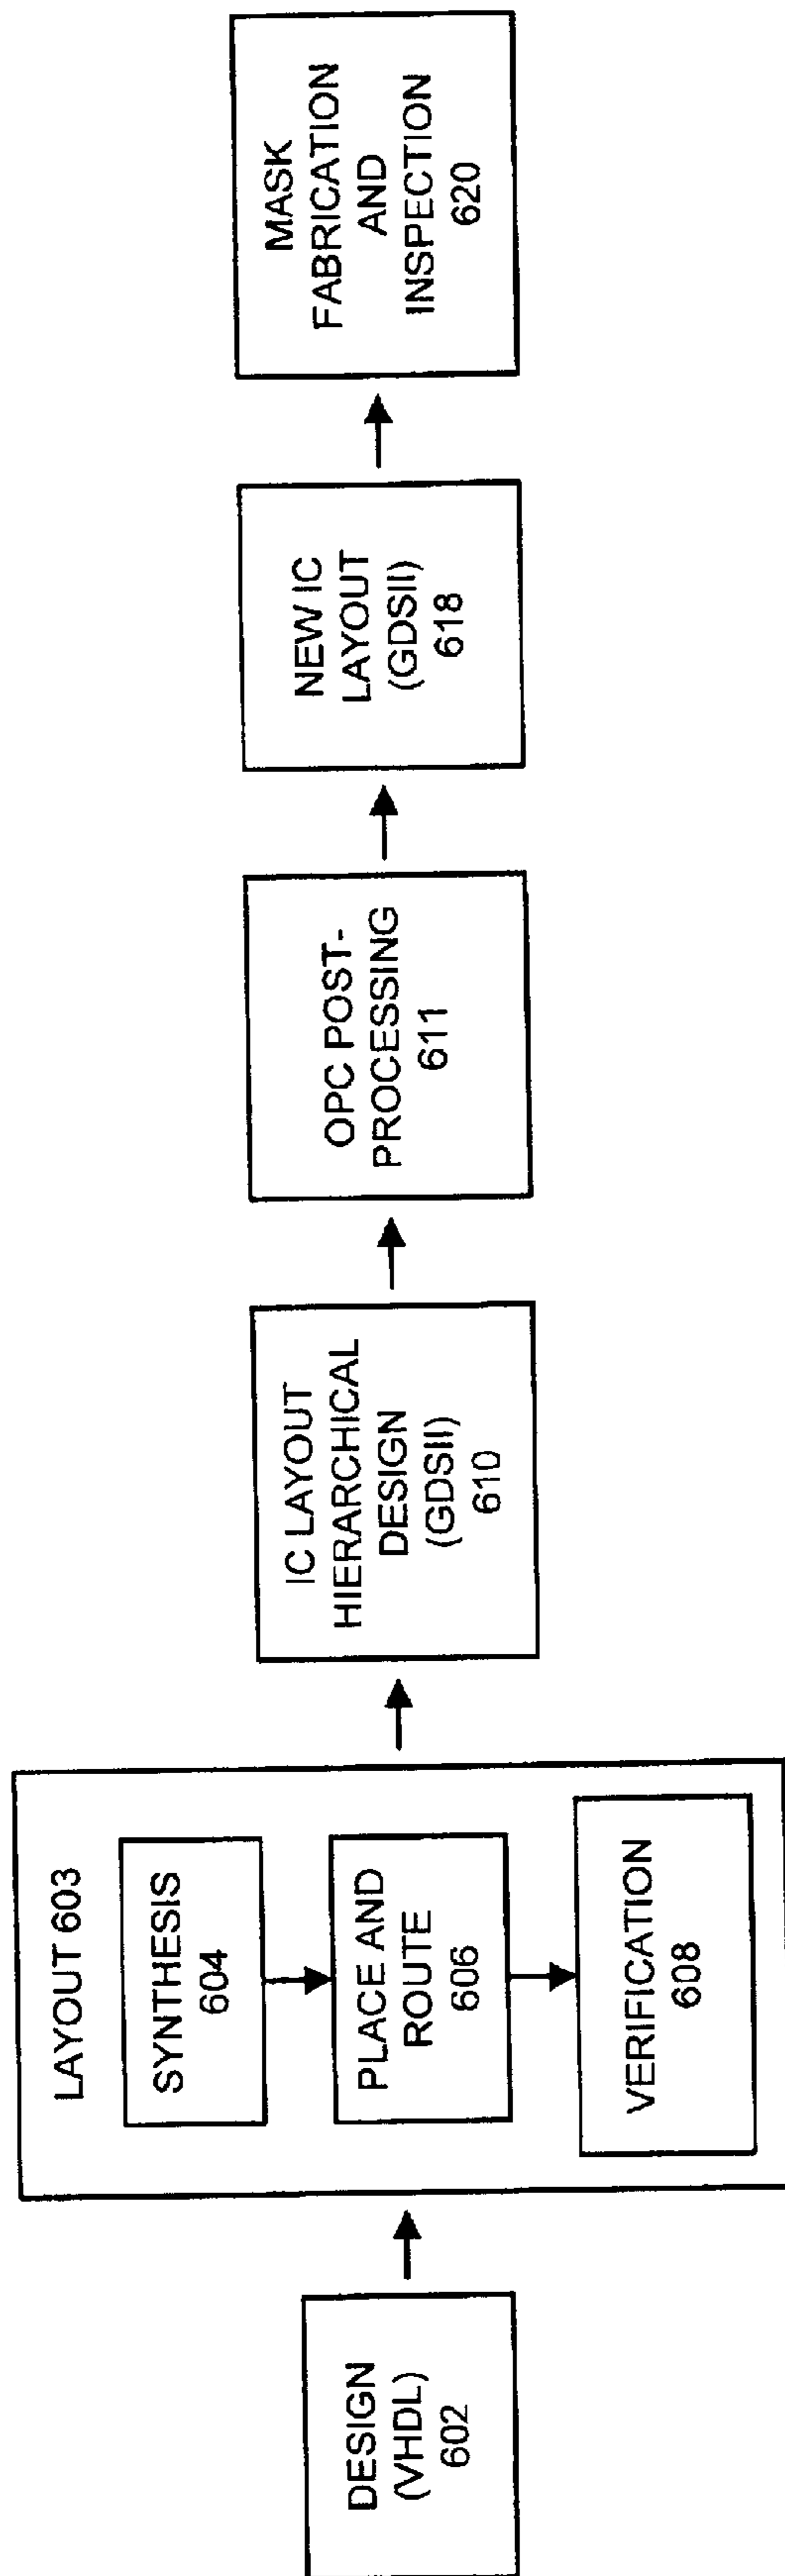 DESIGN
(VHDL)
602
LAYOUT 603
SYNTHESIS
604
PLACE AND
ROUTE
606
VERIFICATION
608
IC LAYOUT
HIERARCHICAL
DESIGN
(GDSII)
610
OPC POST-
PROCESSING
611
NEW IC
LAYOUT
(GDSII)
618
MASK
FABRICATION
AND
INSPECTION
620